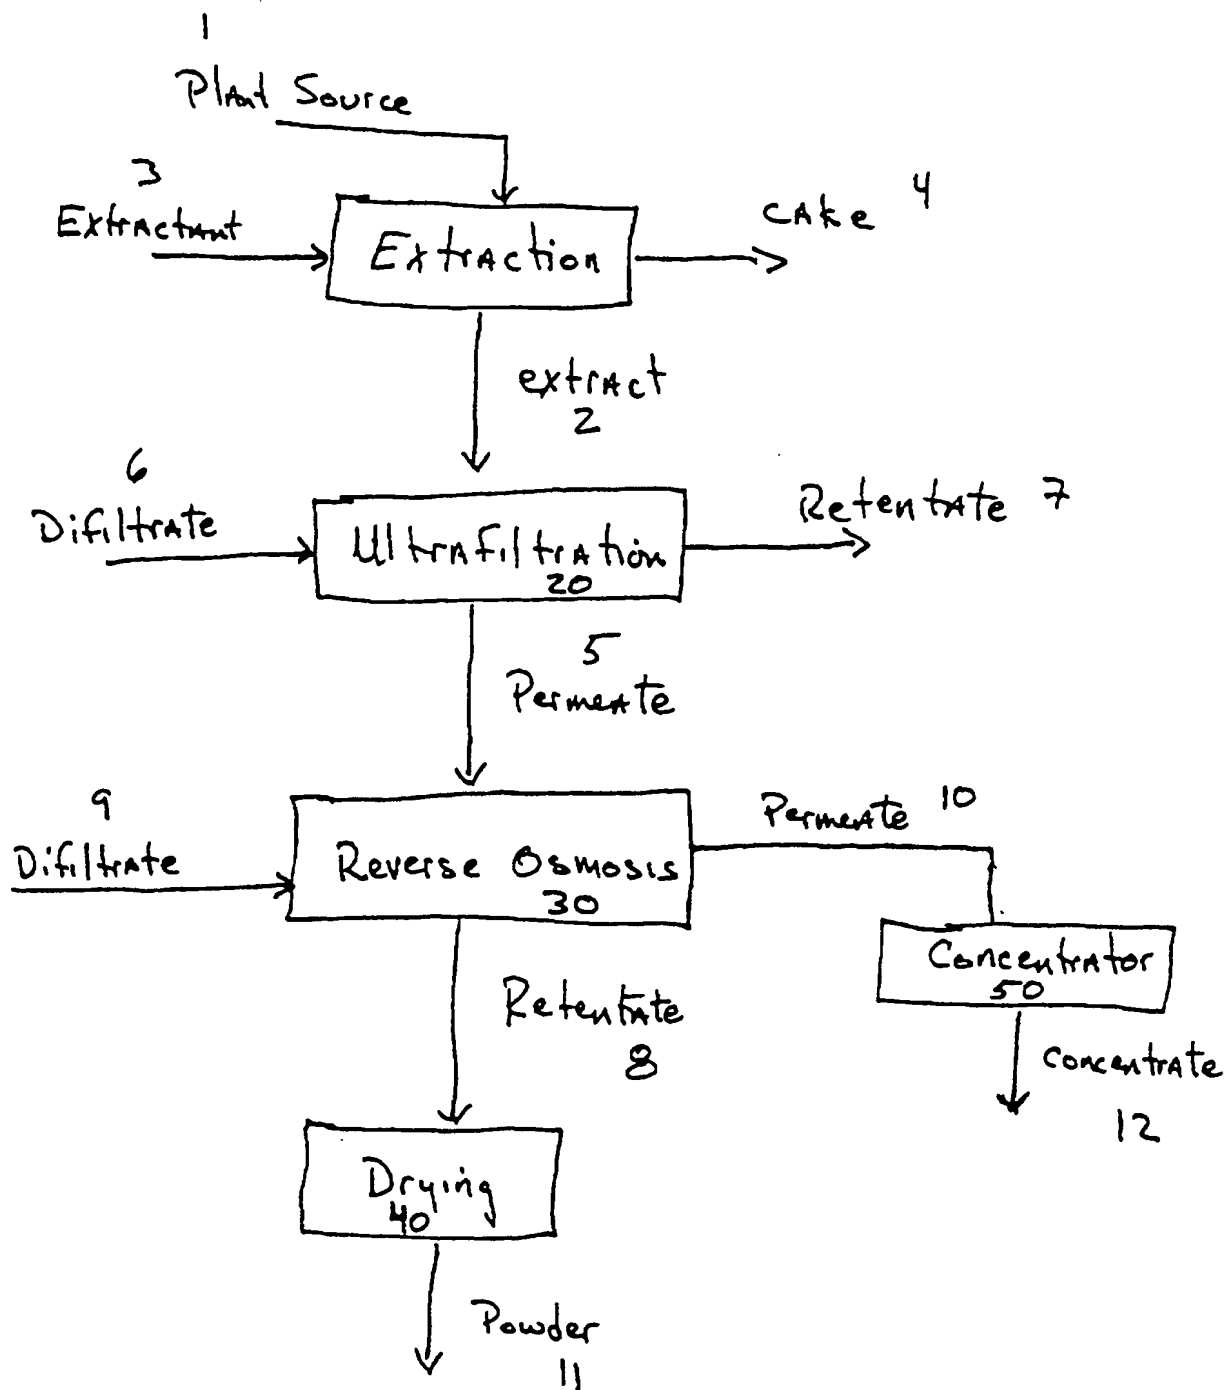 1
Plant Source
3
Extractant
Extraction
Cake 4
extract
2
6
Difiltrate
Ultrafiltration
20
Retentate 7
5
Permeate
9
Difiltrate
Reverse Osmosis
30
Permeate 10
Concentrator
50
Retentate
8
Concentrate
12
Drying
40
Powder
11